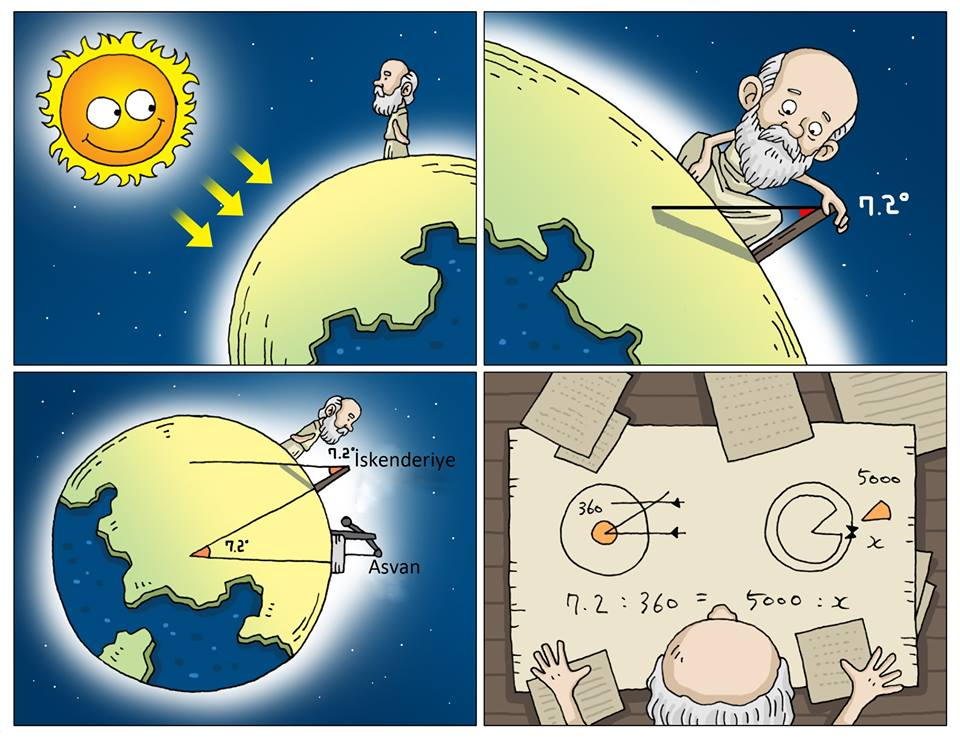 7.2°
7.2°
İskenderiye
7.2°
Asvan
5000
360
x
7.2 : 360 = 5000 : x